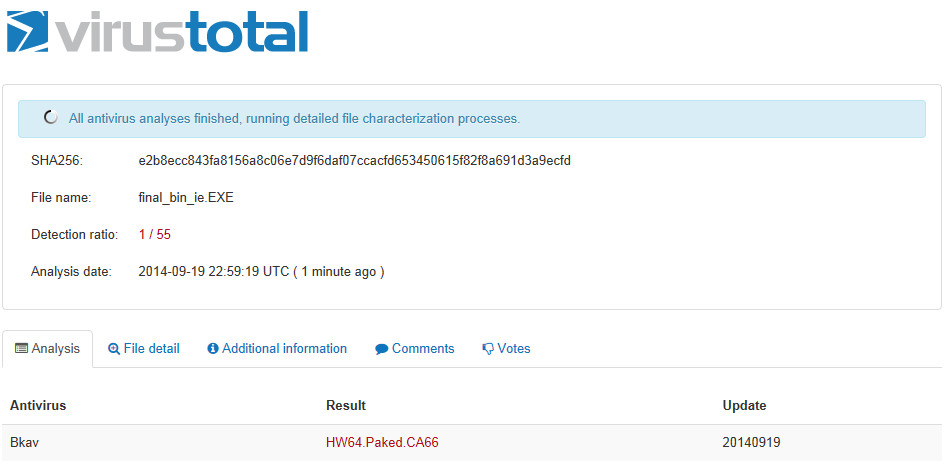 virustotal
All antivirus analyses finished, running detailed file characterization processes.
SHA256: e2b8ecc843fa8156a8c06e7d9f6daf07ccacfd653450615f82f8a691d3a9ecfd
File name: final_bin_ie.EXE
Detection ratio: 1 / 55
Analysis date: 2014-09-19 22:59:19 UTC ( 1 minute ago )
Analysis File detail Additional information Comments Votes
Antivirus Result Update
Bkav HW64.Paked.CA66 20140919